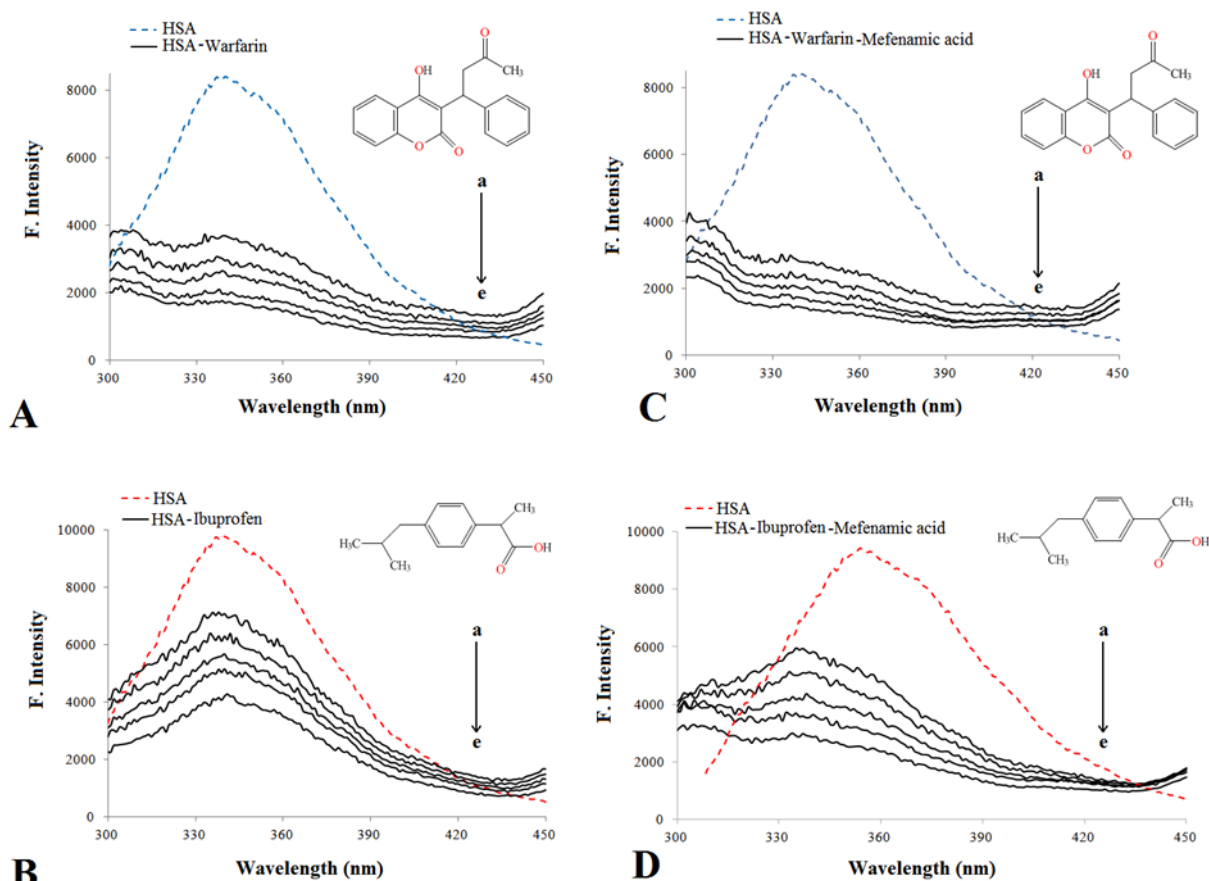 HSA
HSA-Warfarin
O
OH
CH₃
O
O
8000
6000
4000
2000
0
F. Intensity
a
e
300
330
360
390
420
450
Wavelength (nm)
A
HSA
HSA-Warfarin-Mefenamic acid
O
OH
CH₃
O
O
8000
6000
4000
2000
0
F. Intensity
a
e
300
330
360
390
420
450
Wavelength (nm)
C
HSA
HSA-Ibuprofen
CH₃
H₃C
CH₃
OH
O
10000
8000
6000
4000
2000
0
F. Intensity
a
e
300
330
360
390
420
450
Wavelength (nm)
B
HSA
HSA-Ibuprofen-Mefenamic acid
CH₃
H₃C
CH₃
OH
O
10000
8000
6000
4000
2000
0
F. Intensity
a
e
300
330
360
390
420
450
Wavelength (nm)
D